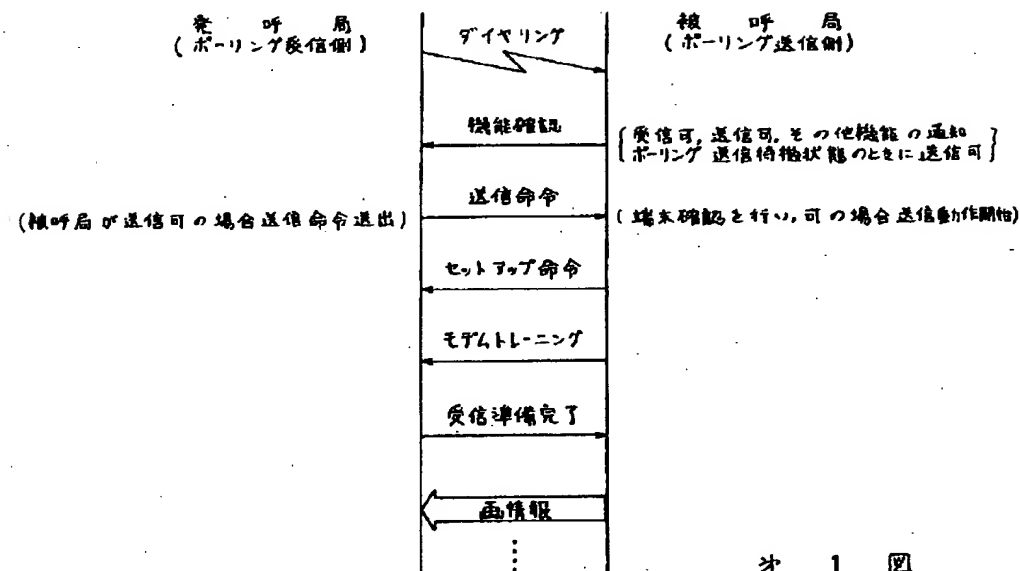 発呼局
(ポーリング受信側)
ダイヤリング
被呼局
(ポーリング送信側)
機能確認
{受信可,送信可,その他機能の通知
ポーリング送信待機状態のときに送信可}
送信命令
(被呼局が送信可の場合送信命令送出)
(端末確認を行い,可の場合送信動作開始)
セットアップ命令
モデムトレーニング
受信準備完了
画情報
第1図